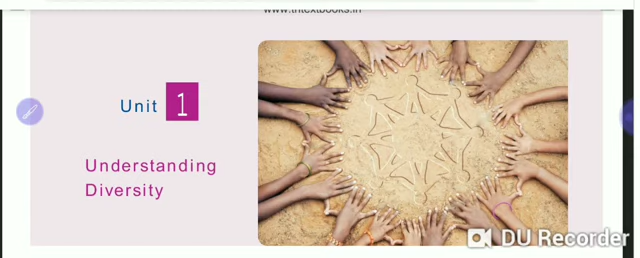 www.tntextbooks.in
Unit 1
Understanding
Diversity
DU Recorder